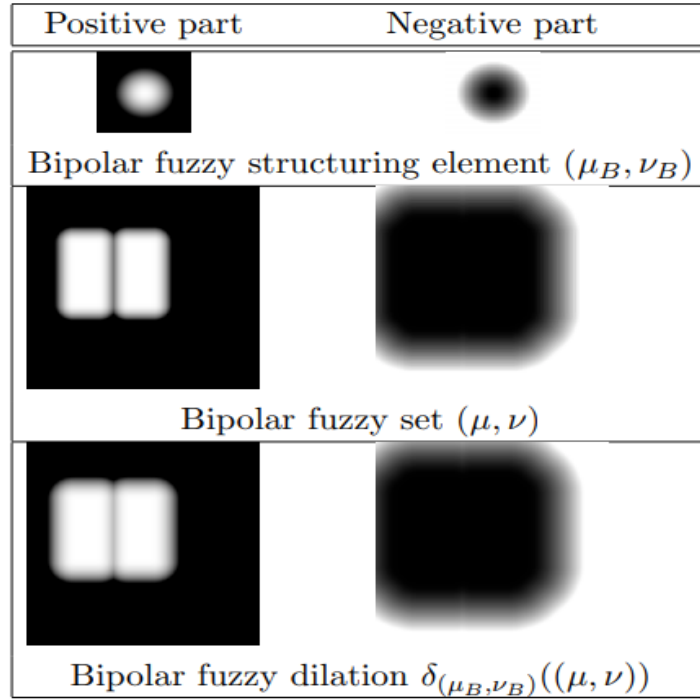 Positive part Negative part
Bipolar fuzzy structuring element (μ_B, ν_B)
Bipolar fuzzy set (μ, ν)
Bipolar fuzzy dilation δ_{(μ_B,ν_B)}((μ, ν))